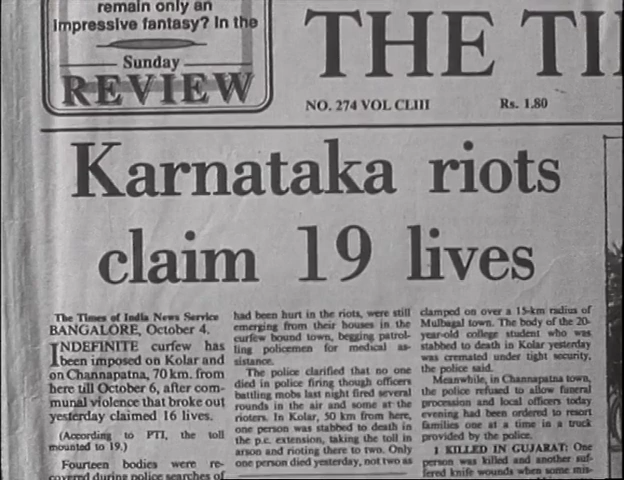 remain only an
impressive fantasy? In the
Sunday
REVIEW
THE TI
NO. 274 VOL CLIII
Rs. 1.80
Karnataka riots
claim 19 lives
The Times of India News Service
BANGALORE, October 4.
INDEFINITE curfew has
been imposed on Kolar and
on Channapatna, 70 km. from
here till October 6, after com-
munal violence that broke out
yesterday claimed 16 lives.
(According to PTI, the toll
mounted to 19.)
Fourteen bodies were re-
covered during police searches of
had been hurt in the riots, were still
emerging from their houses in the
curfew bound town, begging patrol-
ling policemen for medical as-
sistance.
The police clarified that no one
died in police firing though officers
battling mobs last night fired several
rounds in the air and some at the
rioters. In Kolar, 50 km from here,
one person was stabbed to death in
the p.c. extension, taking the toll in
arson and rioting there to two. Only
one person died yesterday, not two as
clamped on over a 15-km radius of
Mulbagal town. The body of the 20-
year-old college student who was
stabbed to death in Kolar yesterday
was cremated under tight security,
the police said.
Meanwhile, in Channapatna town,
the police refused to allow funeral
procession and local officers today
evening had been ordered to resort
families one at a time in a truck
provided by the police.
1 KILLED IN GUJARAT: One
person was killed and another suf-
fered knife wounds when some mis-